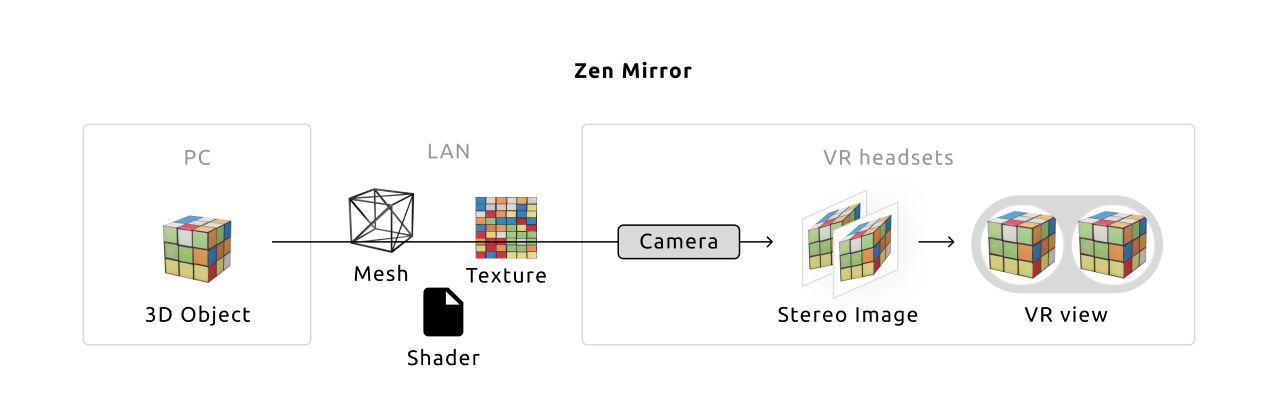 Zen Mirror
PC
LAN
VR headsets
Camera
Mesh
Texture
3D Object
Shader
Stereo Image
VR view